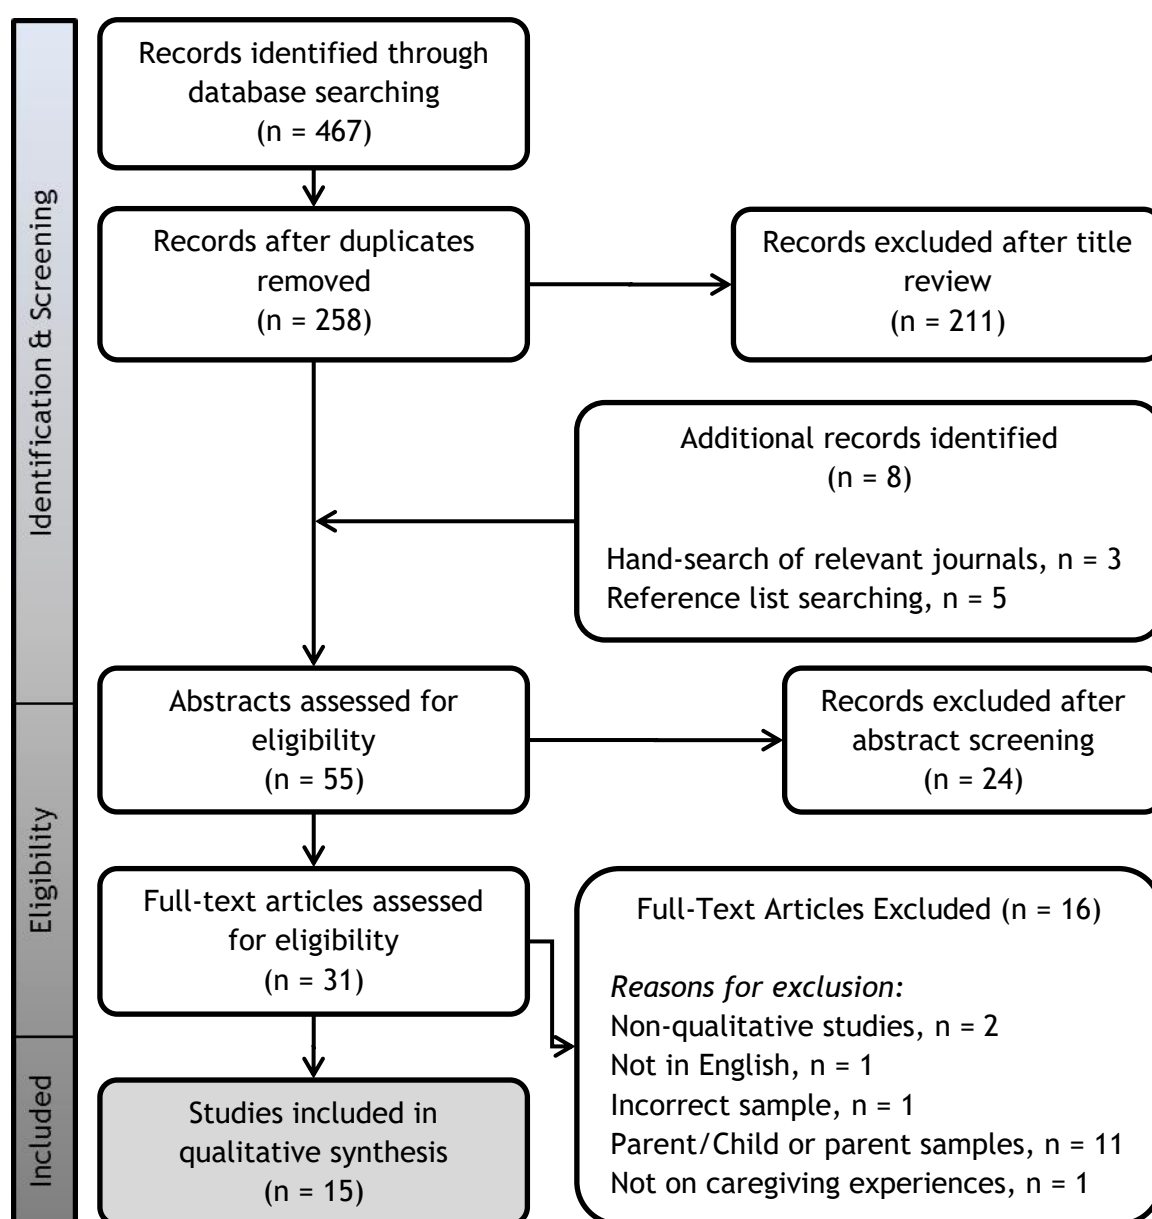 Identification & Screening
Eligibility
Included
Records identified through
database searching
(n = 467)
Records after duplicates
removed
(n = 258)
Records excluded after title
review
(n = 211)
Additional records identified
(n = 8)
Hand-search of relevant journals, n = 3
Reference list searching, n = 5
Abstracts assessed for
eligibility
(n = 55)
Records excluded after
abstract screening
(n = 24)
Full-text articles assessed
for eligibility
(n = 31)
Full-Text Articles Excluded (n = 16)
Reasons for exclusion:
Non-qualitative studies, n = 2
Not in English, n = 1
Incorrect sample, n = 1
Parent/Child or parent samples, n = 11
Not on caregiving experiences, n = 1
Studies included in
qualitative synthesis
(n = 15)